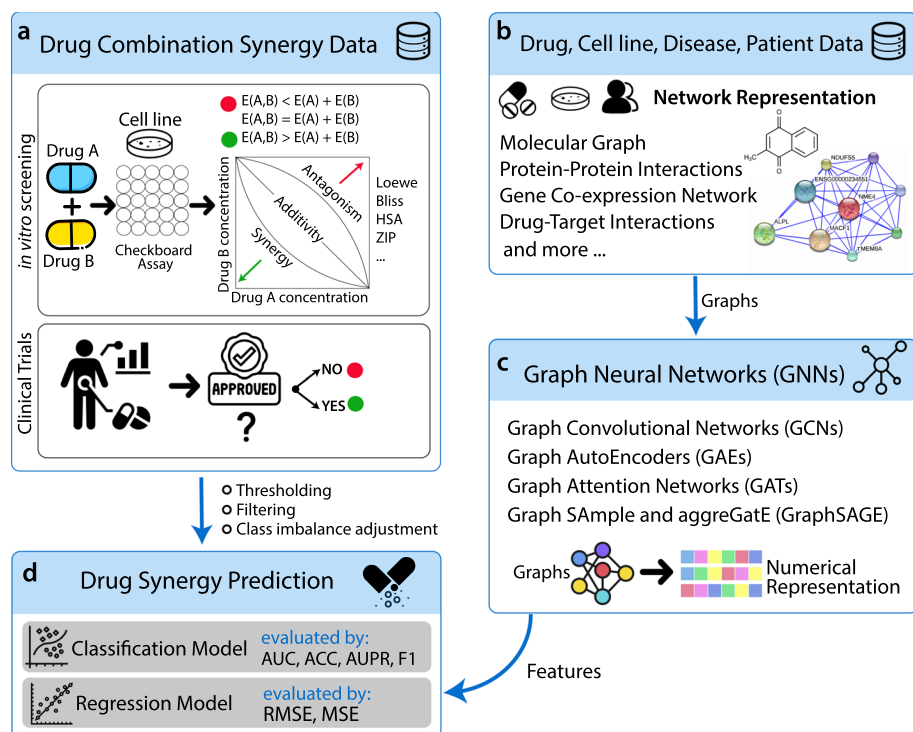 a
Drug Combination Synergy Data
in vitro screening
Drug A
+
Drug B
Cell line
Checkboard
Assay
E(A,B) < E(A) + E(B)
E(A,B) = E(A) + E(B)
E(A,B) > E(A) + E(B)
Drug B concentration
Antagonism
Additivity
Synergy
Drug A concentration
Loewe
Bliss
HSA
ZIP
...
Clinical Trials
APPROVED
?
NO
YES
Thresholding
Filtering
Class imbalance adjustment
b
Drug, Cell line, Disease, Patient Data
Network Representation
Molecular Graph
Protein-Protein Interactions
Gene Co-expression Network
Drug-Target Interactions
and more ...
O
H₃C
O
NDUFS5
ENSG00000234651
NME4
ALPL
MACF1
TMEM8A
Graphs
c
Graph Neural Networks (GNNs)
Graph Convolutional Networks (GCNs)
Graph AutoEncoders (GAEs)
Graph Attention Networks (GATs)
Graph SAmple and aggreGatE (GraphSAGE)
Graphs
Numerical
Representation
Features
d
Drug Synergy Prediction
Classification Model
evaluated by:
AUC, ACC, AUPR, F1
Regression Model
evaluated by:
RMSE, MSE